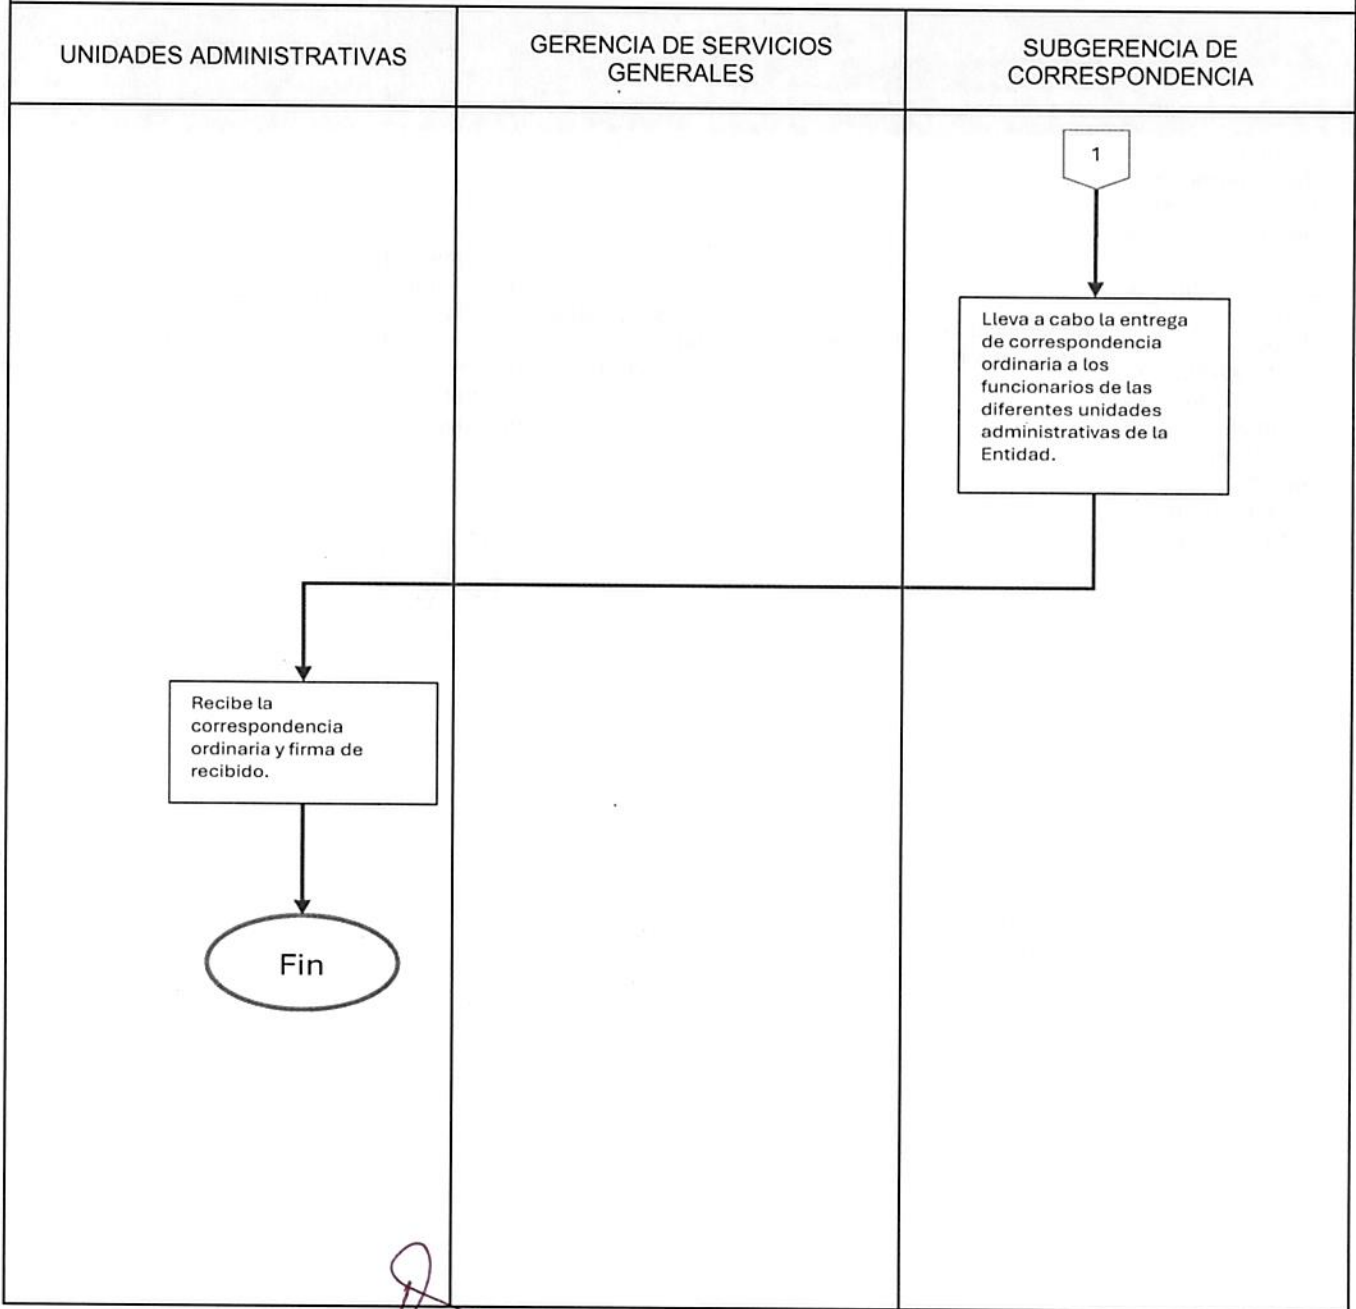 UNIDADES ADMINISTRATIVAS
GERENCIA DE SERVICIOS
GENERALES
SUBGERENCIA DE
CORRESPONDENCIA
1
Lleva a cabo la entrega
de correspondencia
ordinaria a los
funcionarios de las
diferentes unidades
administrativas de la
Entidad.
Recibe la
correspondencia
ordinaria y firma de
recibido.
Fin